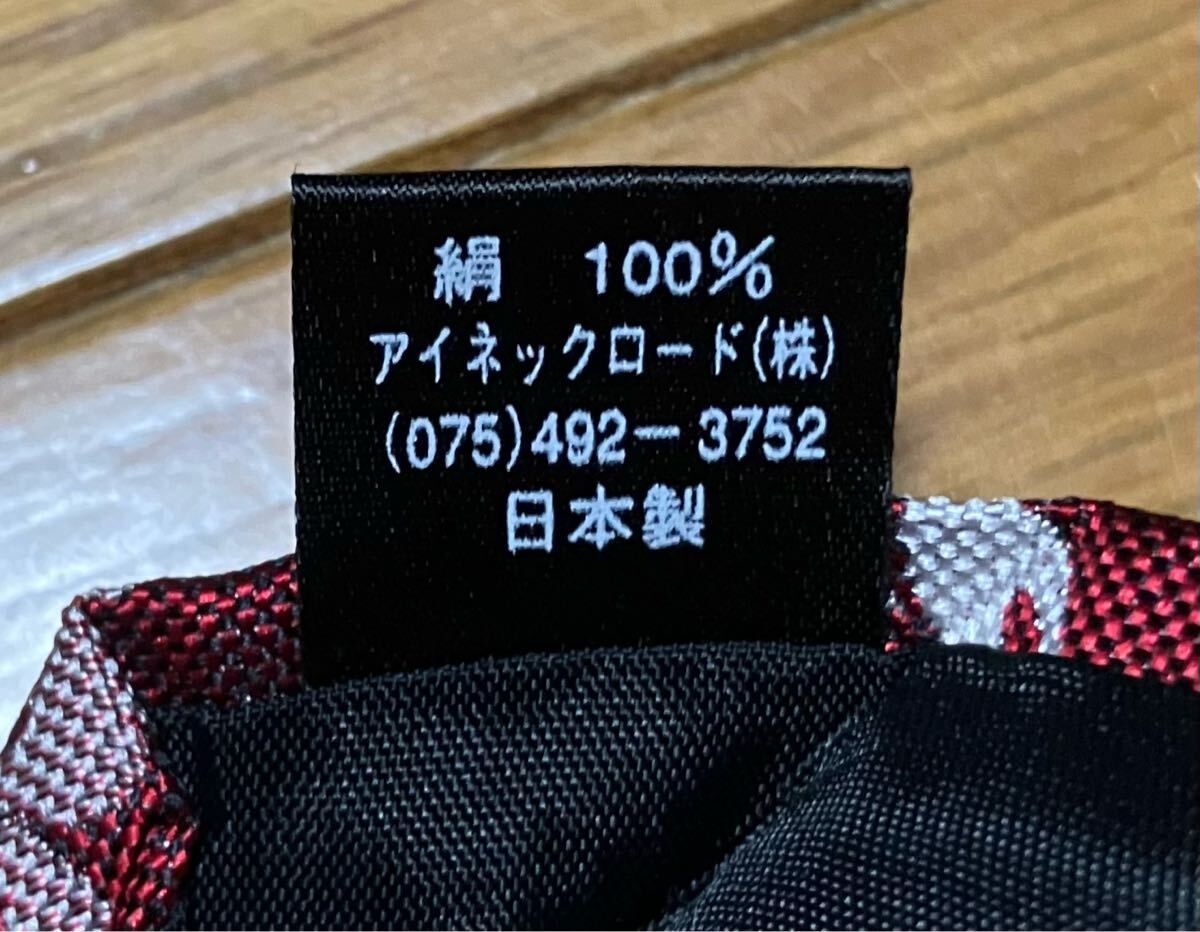 絹　100%
アイネックロード(株)
(075)492-3752
日本製